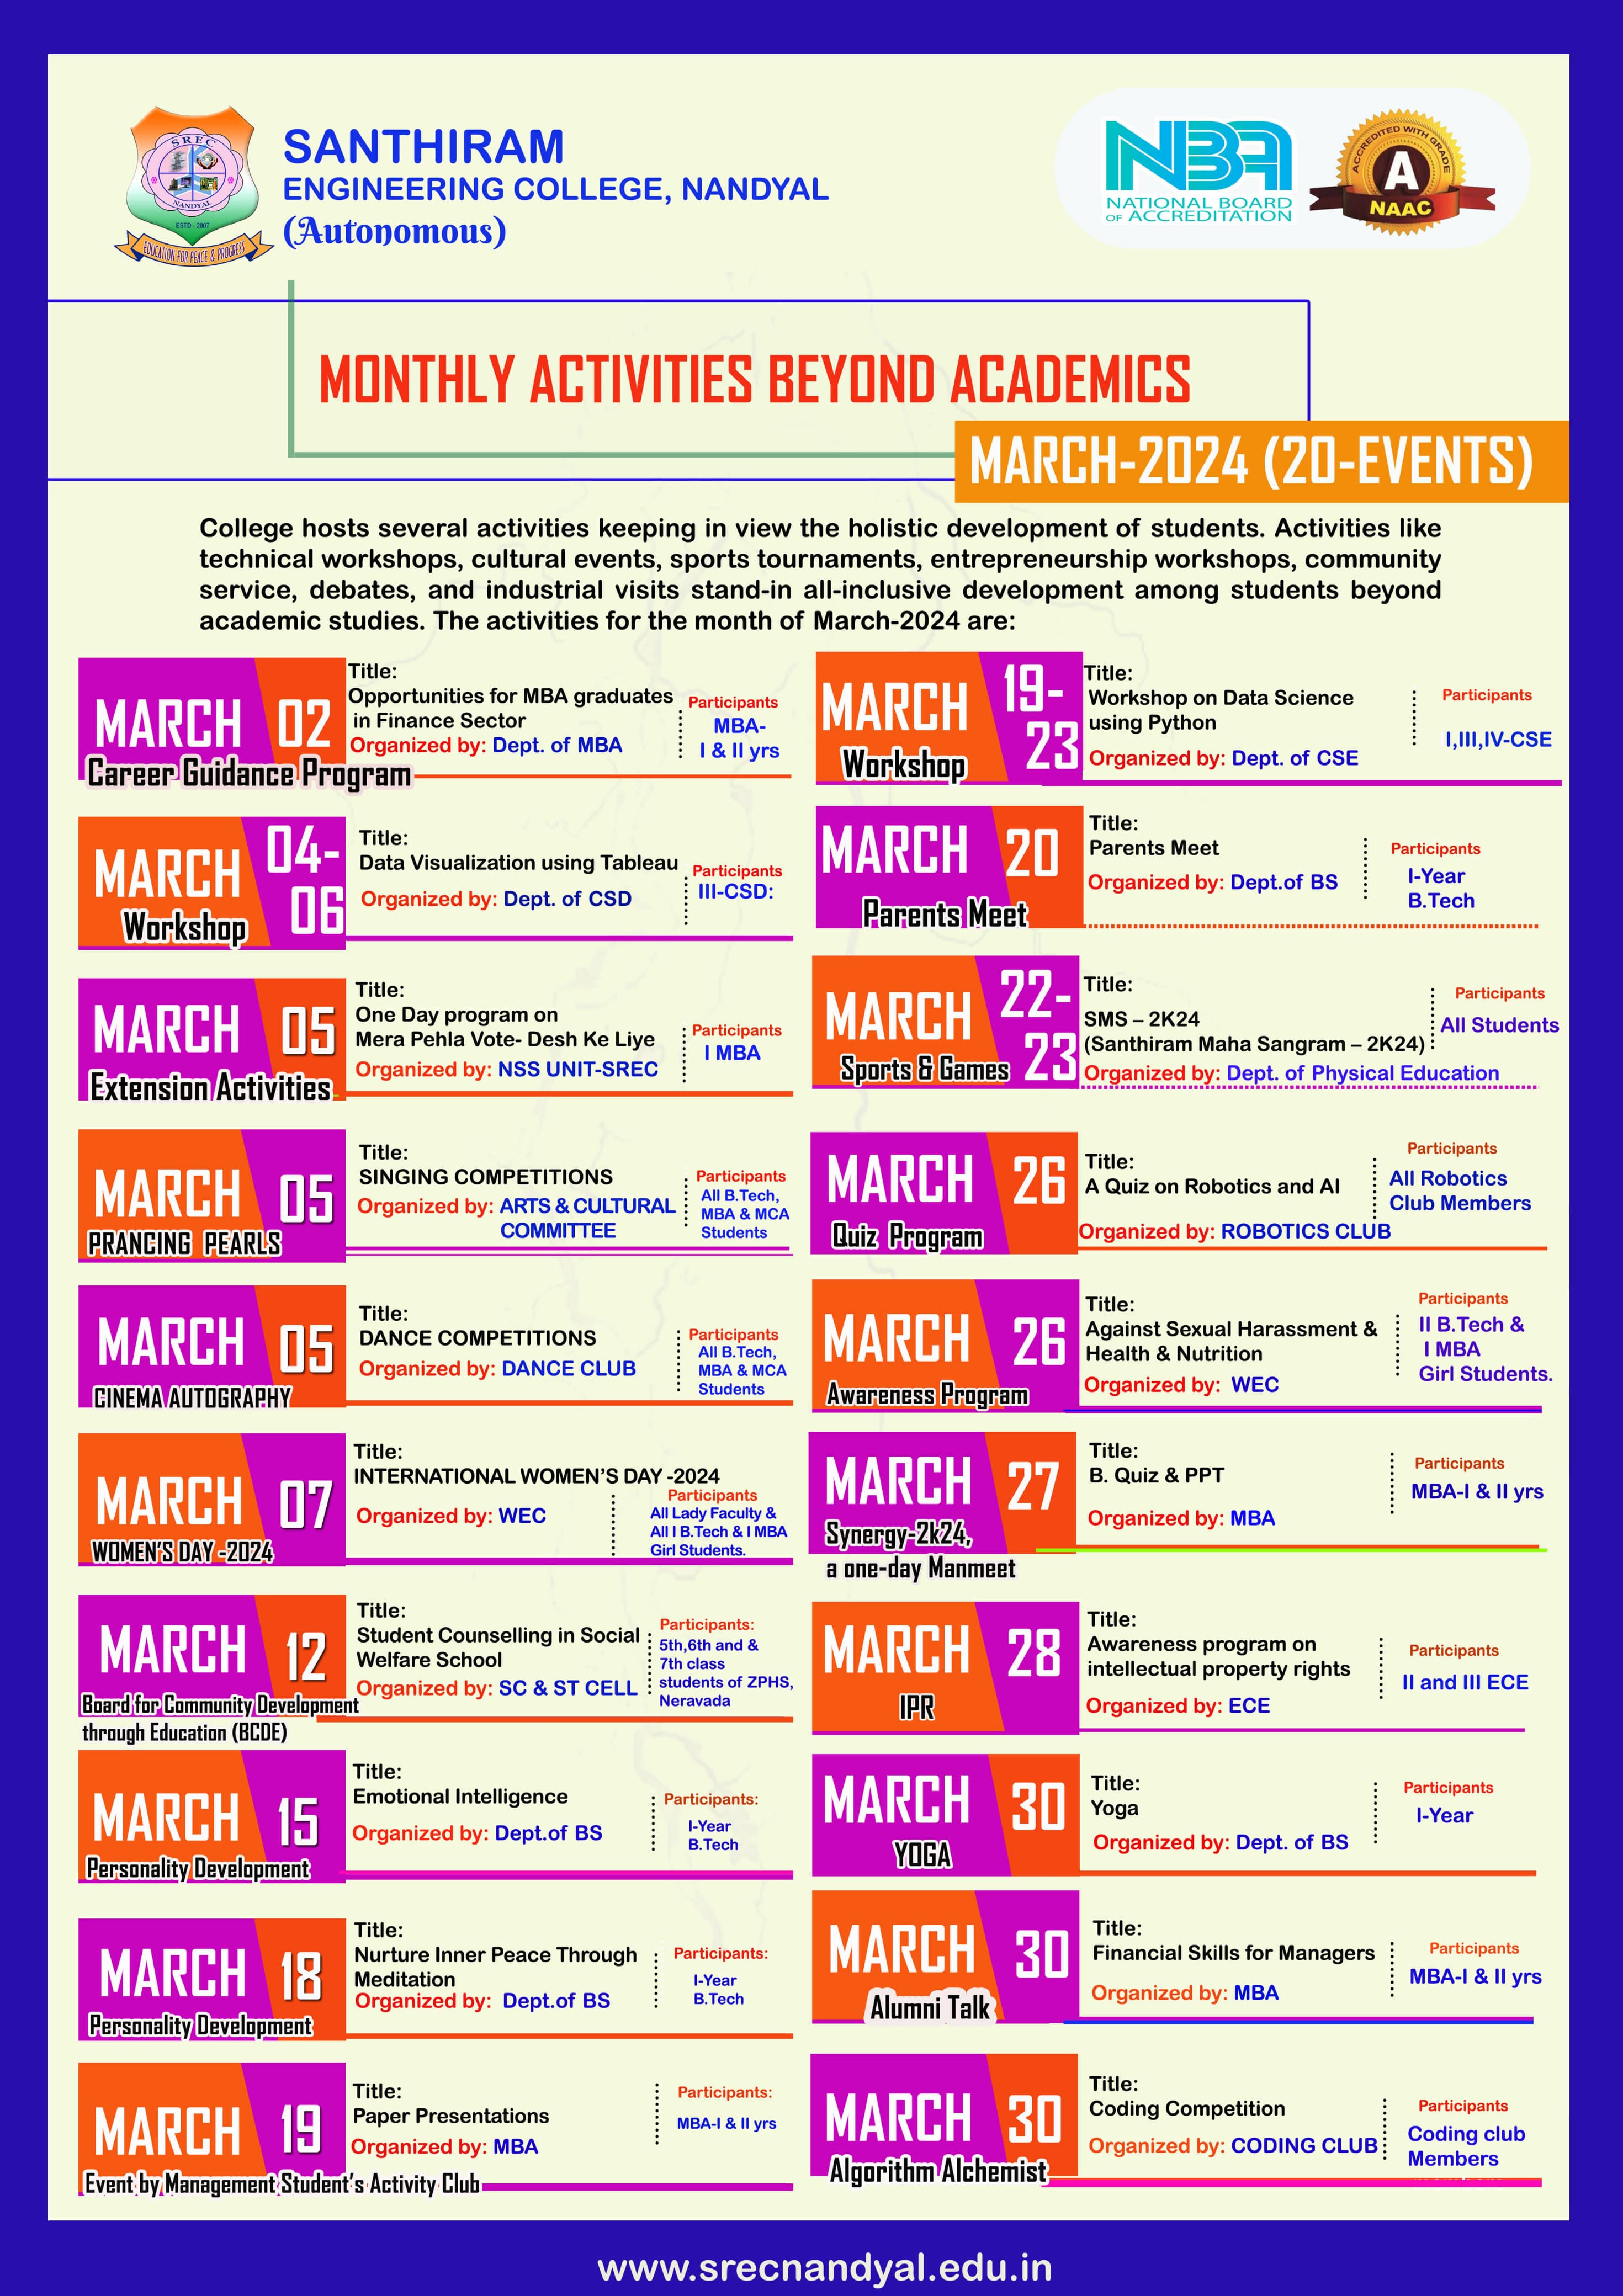 SREC
NANDYAL
ESTD - 2007
EDUCATION FOR PEACE & PROGRESS
SANTHIRAM
ENGINEERING COLLEGE, NANDYAL
(Autonomous)
NBA
NATIONAL BOARD
OF ACCREDITATION
ACCREDITED WITH GRADE
A
NAAC
MONTHLY ACTIVITIES BEYOND ACADEMICS
MARCH-2024 (20-EVENTS)
College hosts several activities keeping in view the holistic development of students. Activities like
technical workshops, cultural events, sports tournaments, entrepreneurship workshops, community
service, debates, and industrial visits stand-in all-inclusive development among students beyond
academic studies. The activities for the month of March-2024 are:
MARCH 02
Career Guidance Program
Title:
Opportunities for MBA graduates
in Finance Sector
Organized by: Dept. of MBA
Participants
MBA-
I & II yrs
MARCH 04-
06
Workshop
Title:
Data Visualization using Tableau
Organized by: Dept. of CSD
Participants
III-CSD:
MARCH 05
Extension Activities
Title:
One Day program on
Mera Pehla Vote- Desh Ke Liye
Organized by: NSS UNIT-SREC
Participants
I MBA
MARCH 05
PRANCING PEARLS
Title:
SINGING COMPETITIONS
Organized by: ARTS & CULTURAL
COMMITTEE
Participants
All B.Tech,
MBA & MCA
Students
MARCH 05
CINEMA AUTOGRAPHY
Title:
DANCE COMPETITIONS
Organized by: DANCE CLUB
Participants
All B.Tech,
MBA & MCA
Students
MARCH 07
WOMEN'S DAY -2024
Title:
INTERNATIONAL WOMEN'S DAY -2024
Organized by: WEC
Participants
All Lady Faculty &
All I B.Tech & I MBA
Girl Students.
MARCH 12
Board for Community Development
through Education (BCDE)
Title:
Student Counselling in Social
Welfare School
Organized by: SC & ST CELL
Participants:
5th,6th and &
7th class
students of ZPHS,
Neravada
MARCH 15
Personality Development
Title:
Emotional Intelligence
Organized by: Dept.of BS
Participants:
I-Year
B.Tech
MARCH 18
Personality Development
Title:
Nurture Inner Peace Through
Meditation
Organized by: Dept.of BS
Participants:
I-Year
B.Tech
MARCH 19
Event by Management Student's Activity Club
Title:
Paper Presentations
Organized by: MBA
Participants:
MBA-I & II yrs
MARCH 19-
23
Workshop
Title:
Workshop on Data Science
using Python
Organized by: Dept. of CSE
Participants
I,III,IV-CSE
MARCH 20
Parents Meet
Title:
Parents Meet
Organized by: Dept.of BS
Participants
I-Year
B.Tech
MARCH 22-
23
Sports & Games
Title:
SMS – 2K24
(Santhiram Maha Sangram – 2K24)
Organized by: Dept. of Physical Education
Participants
All Students
MARCH 26
Quiz Program
Title:
A Quiz on Robotics and AI
Organized by: ROBOTICS CLUB
Participants
All Robotics
Club Members
MARCH 26
Awareness Program
Title:
Against Sexual Harassment &
Health & Nutrition
Organized by: WEC
Participants
II B.Tech &
I MBA
Girl Students.
MARCH 27
Synergy-2k24,
a one-day Manmeet
Title:
B. Quiz & PPT
Organized by: MBA
Participants
MBA-I & II yrs
MARCH 28
IPR
Title:
Awareness program on
intellectual property rights
Organized by: ECE
Participants
II and III ECE
MARCH 30
YOGA
Title:
Yoga
Organized by: Dept. of BS
Participants
I-Year
MARCH 30
Alumni Talk
Title:
Financial Skills for Managers
Organized by: MBA
Participants
MBA-I & II yrs
MARCH 30
Algorithm Alchemist
Title:
Coding Competition
Organized by: CODING CLUB
Participants
Coding club
Members
www.srecnandyal.edu.in